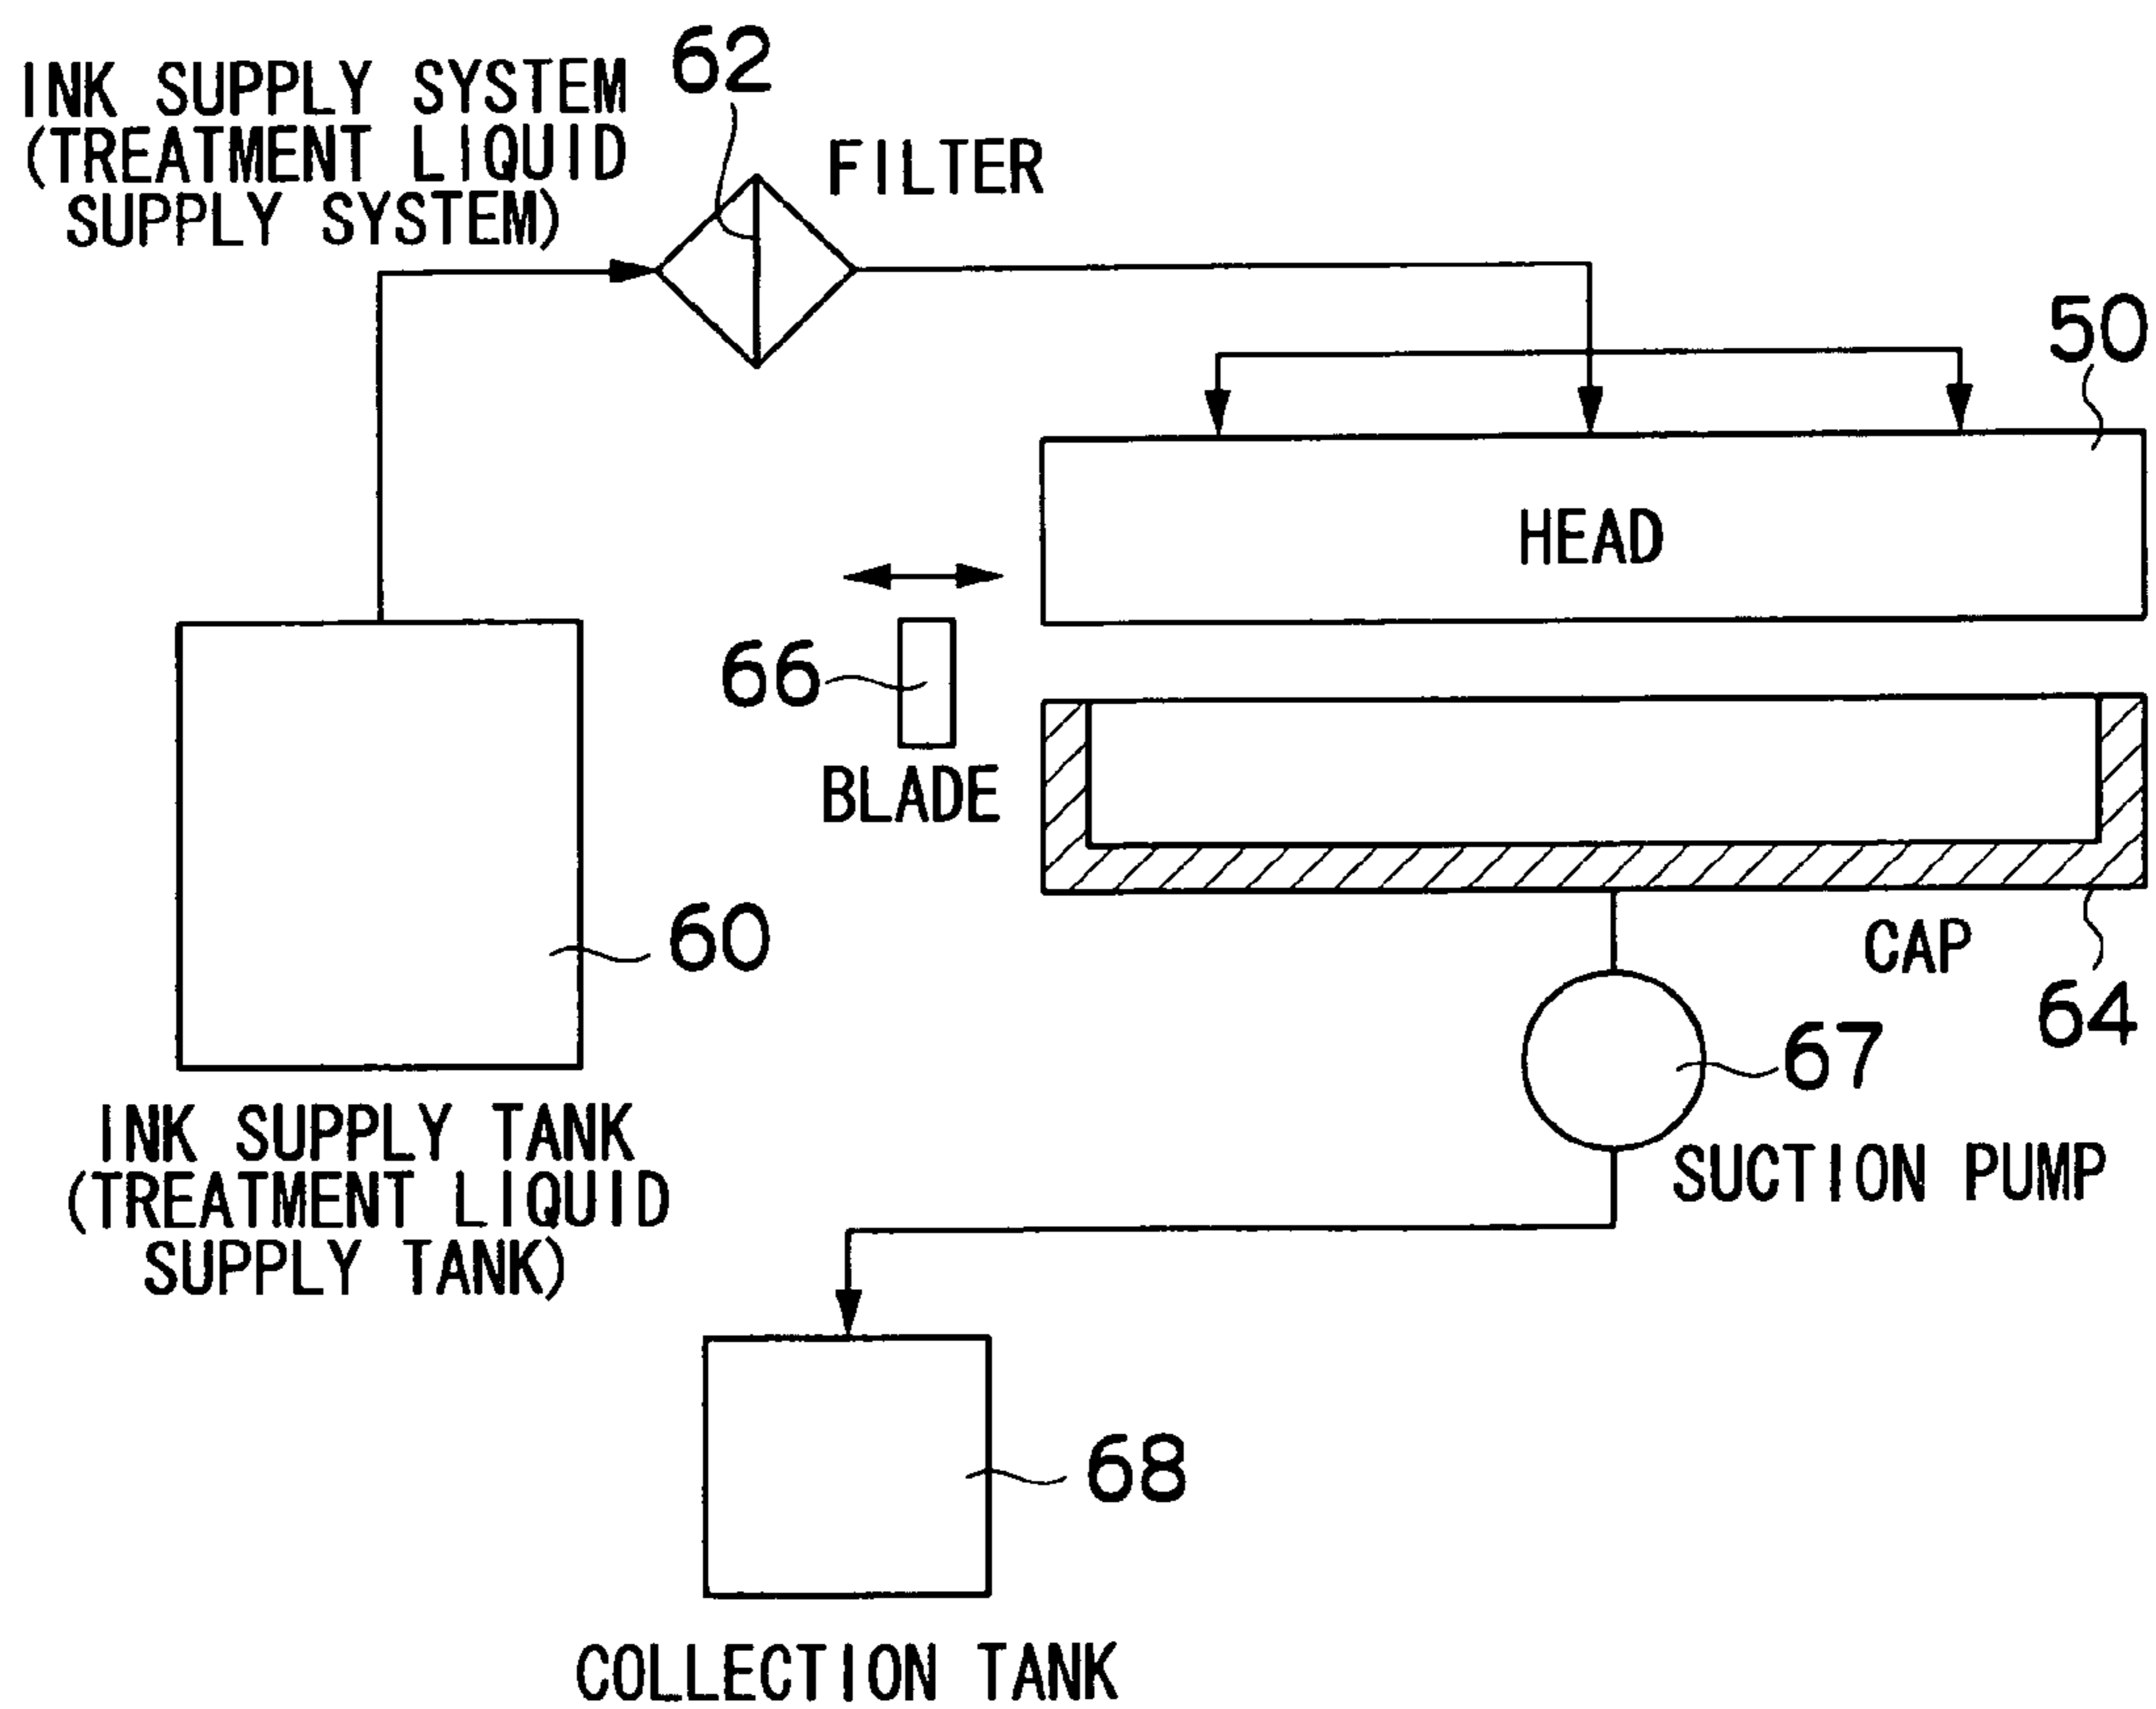 INK SUPPLY SYSTEM
(TREATMENT LIQUID
SUPPLY SYSTEM)
62
FILTER
50
HEAD
66
BLADE
60
CAP
64
67
SUCTION PUMP
INK SUPPLY TANK
(TREATMENT LIQUID
SUPPLY TANK)
68
COLLECTION TANK